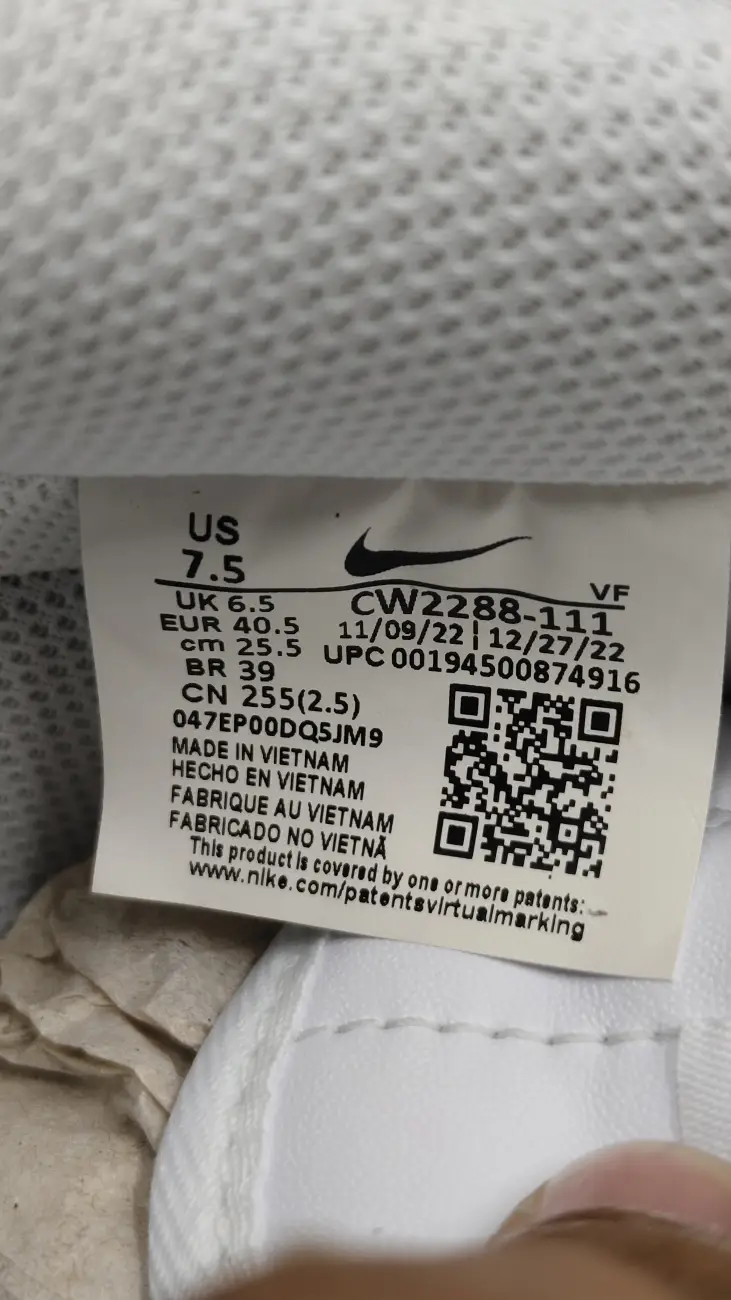 US
7.5
VF
UK 6.5
EUR 40.5
cm 25.5
BR 39
CN 255(2.5)
CW2288-111
11/09/22 | 12/27/22
UPC 00194500874916
047EP00DQ5JM9
MADE IN VIETNAM
HECHO EN VIETNAM
FABRIQUE AU VIETNAM
FABRICADO NO VIETNÃ
This product is covered by one or more patents:
www.nike.com/patentsvirtualmarking